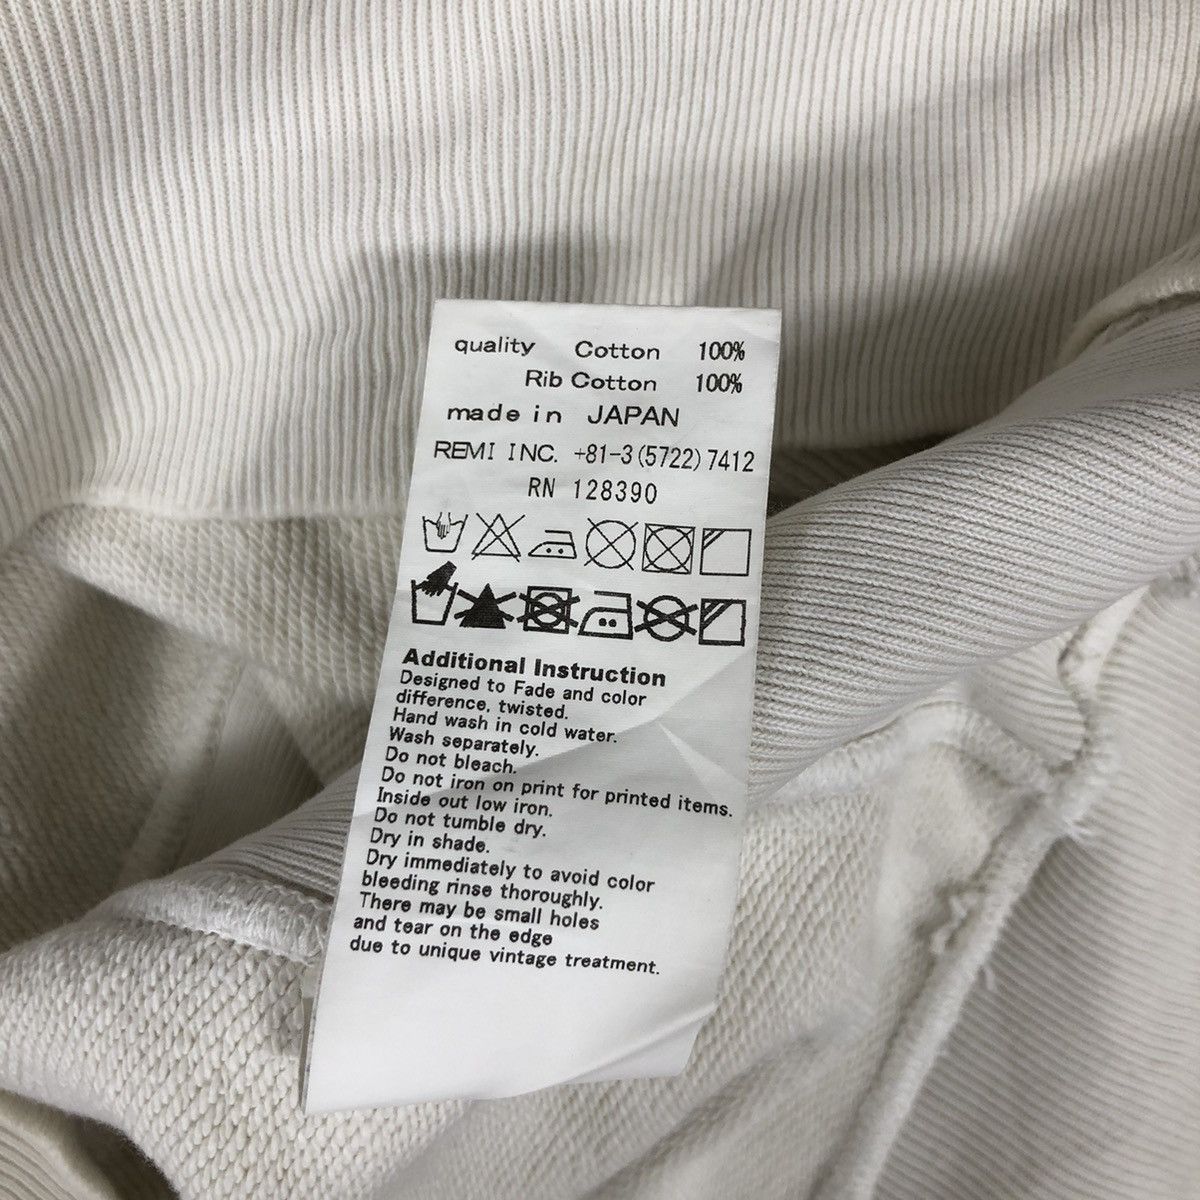 quality Cotton 100%
Rib Cotton 100%
made in JAPAN
REMI INC. +81-3(5722)7412
RN 128390
Additional Instruction
Designed to Fade and color
difference, twisted.
Hand wash in cold water.
Wash separately.
Do not bleach.
Do not iron on print for printed items.
Inside out low iron.
Do not tumble dry.
Dry in shade.
Dry immediately to avoid color
bleeding rinse thoroughly.
There may be small holes
and tear on the edge
due to unique vintage treatment.